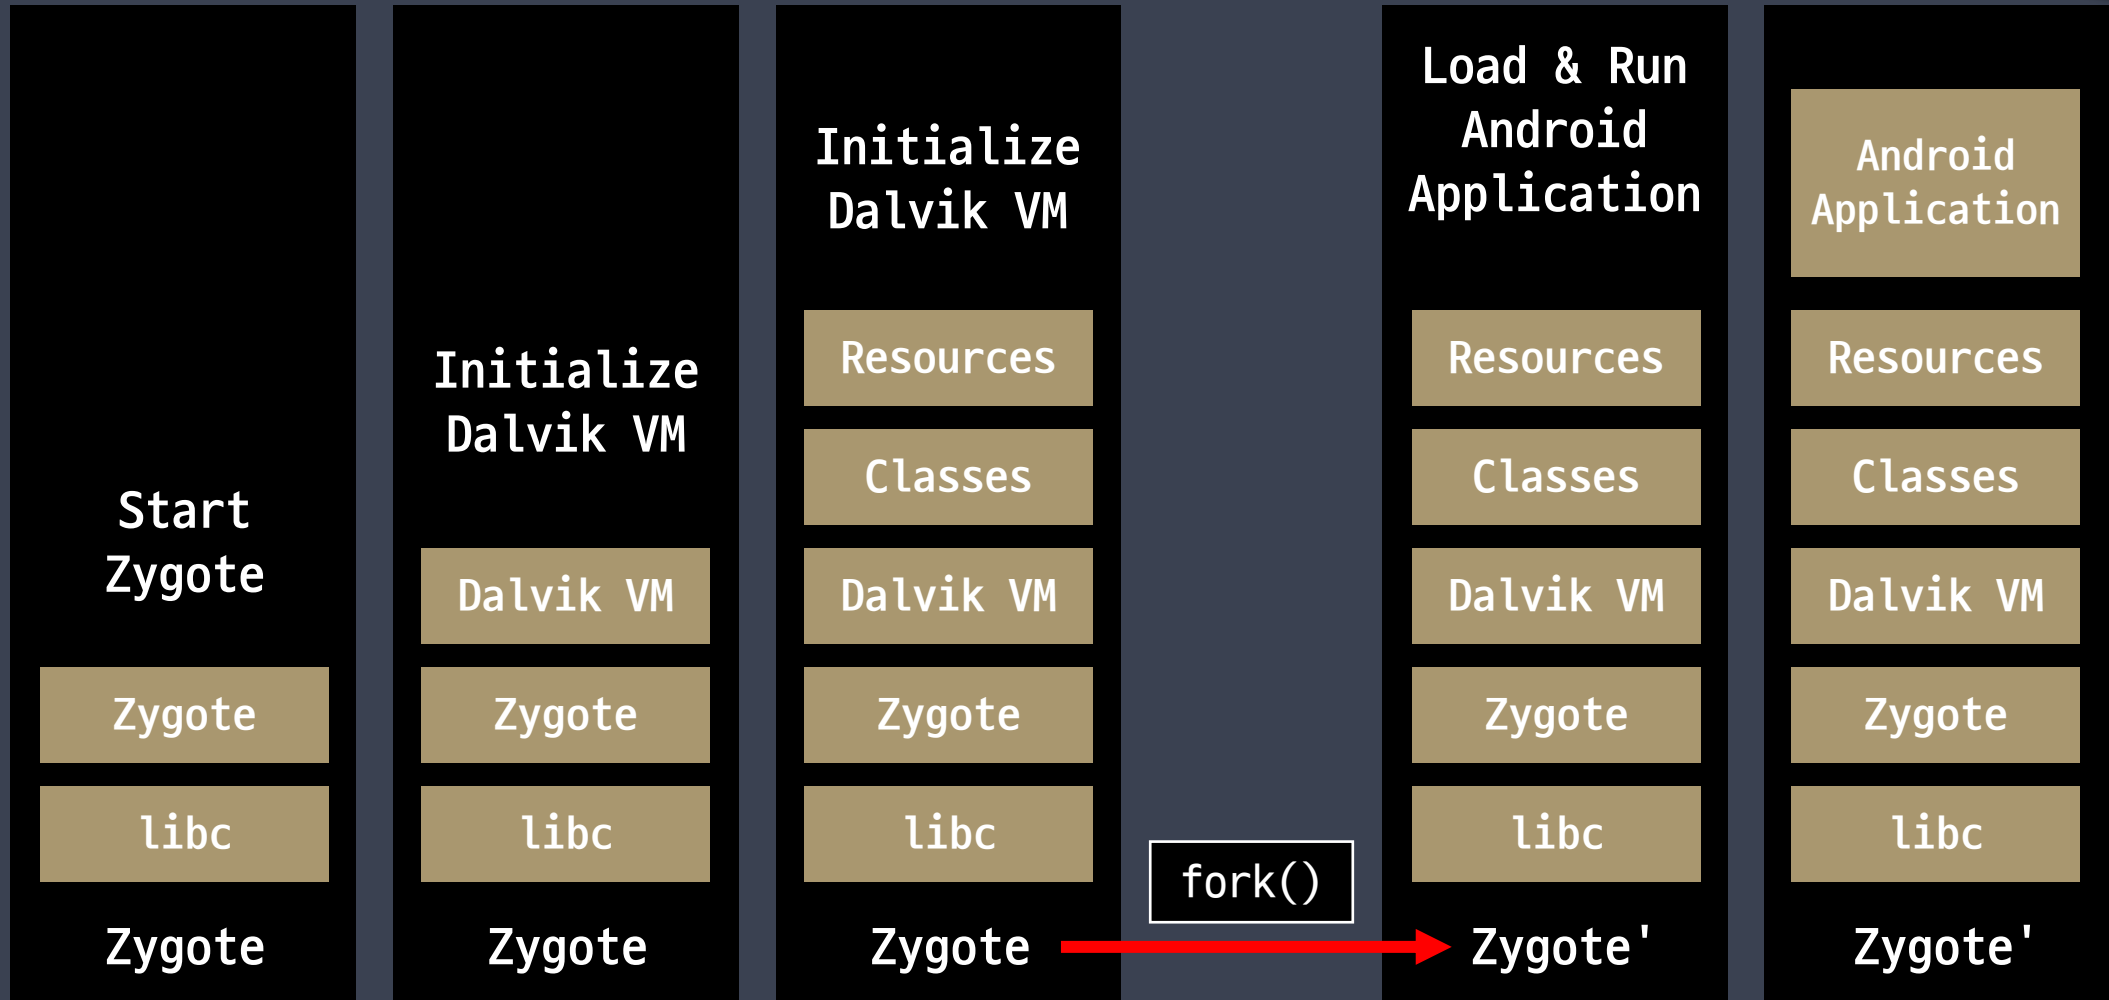 Start
Zygote
Zygote
libc
Zygote
Initialize
Dalvik VM
Dalvik VM
Zygote
libc
Zygote
Initialize
Dalvik VM
Resources
Classes
Dalvik VM
Zygote
libc
Zygote
fork()
Load & Run
Android
Application
Resources
Classes
Dalvik VM
Zygote
libc
Zygote'
Android
Application
Resources
Classes
Dalvik VM
Zygote
libc
Zygote'